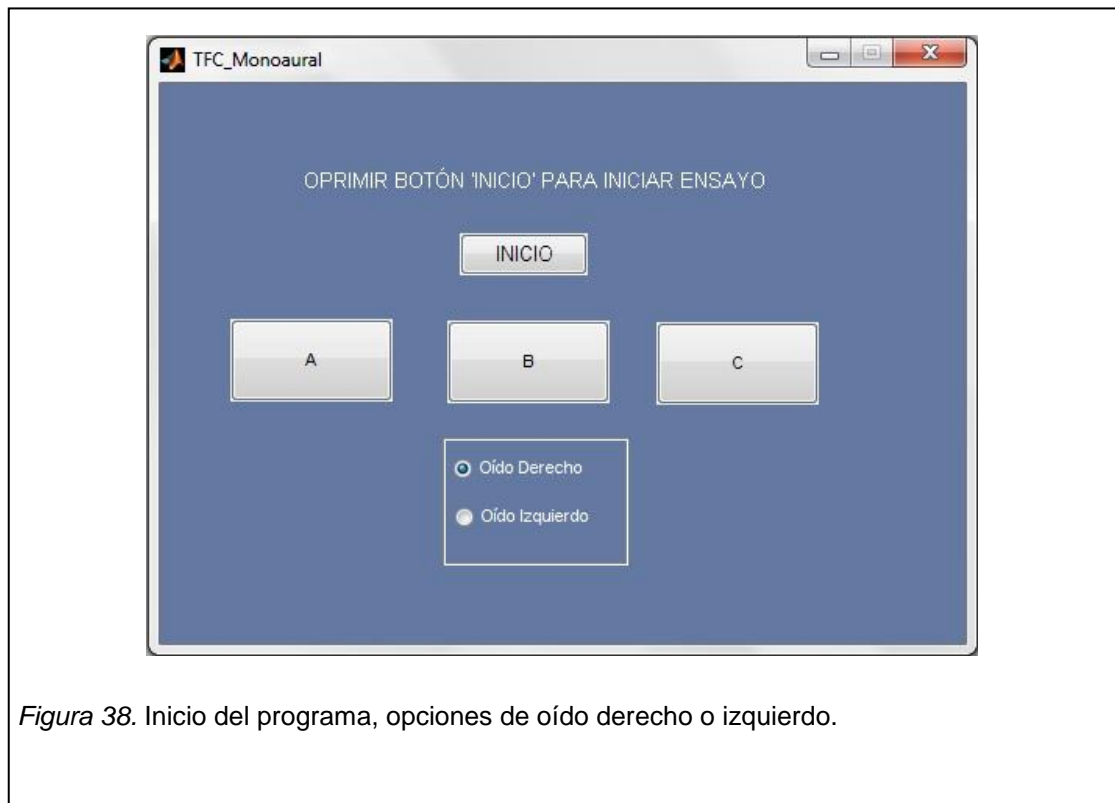 TFC_Monoaural
OPRIMIR BOTÓN 'INICIO' PARA INICIAR ENSAYO
INICIO
A B C
Oído Derecho
Oído Izquierdo
Figura 38. Inicio del programa, opciones de oído derecho o izquierdo.